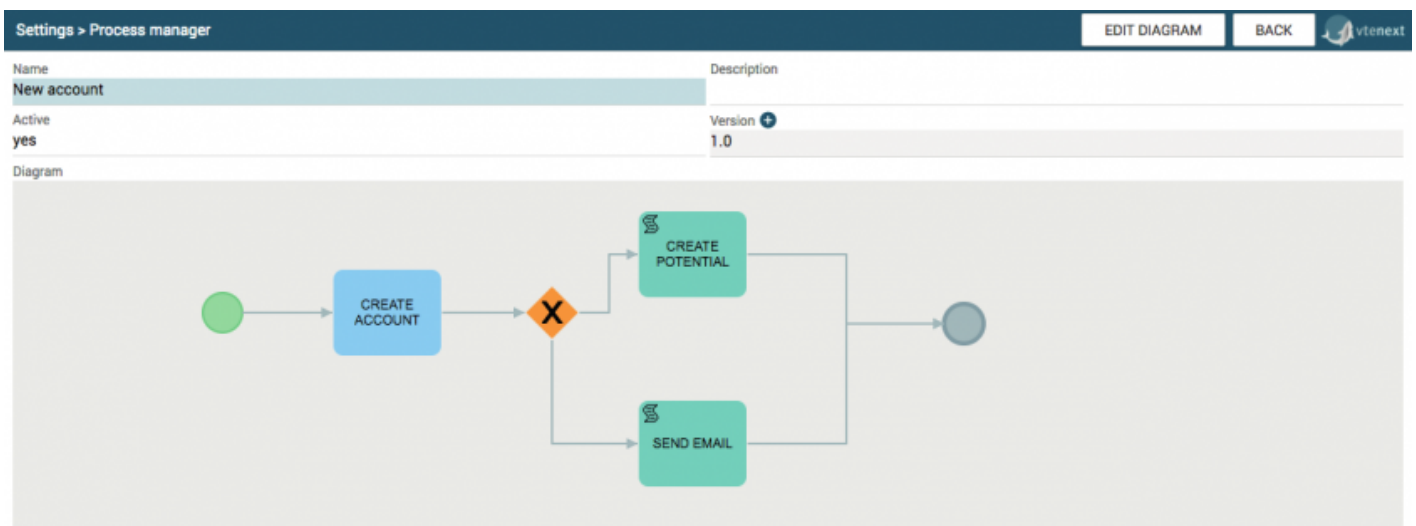 Settings > Process manager
EDIT DIAGRAM
BACK
vtenext
Name
New account
Description
Active
yes
Version
1.0
Diagram
CREATE
POTENTIAL
CREATE
ACCOUNT
X
SEND EMAIL